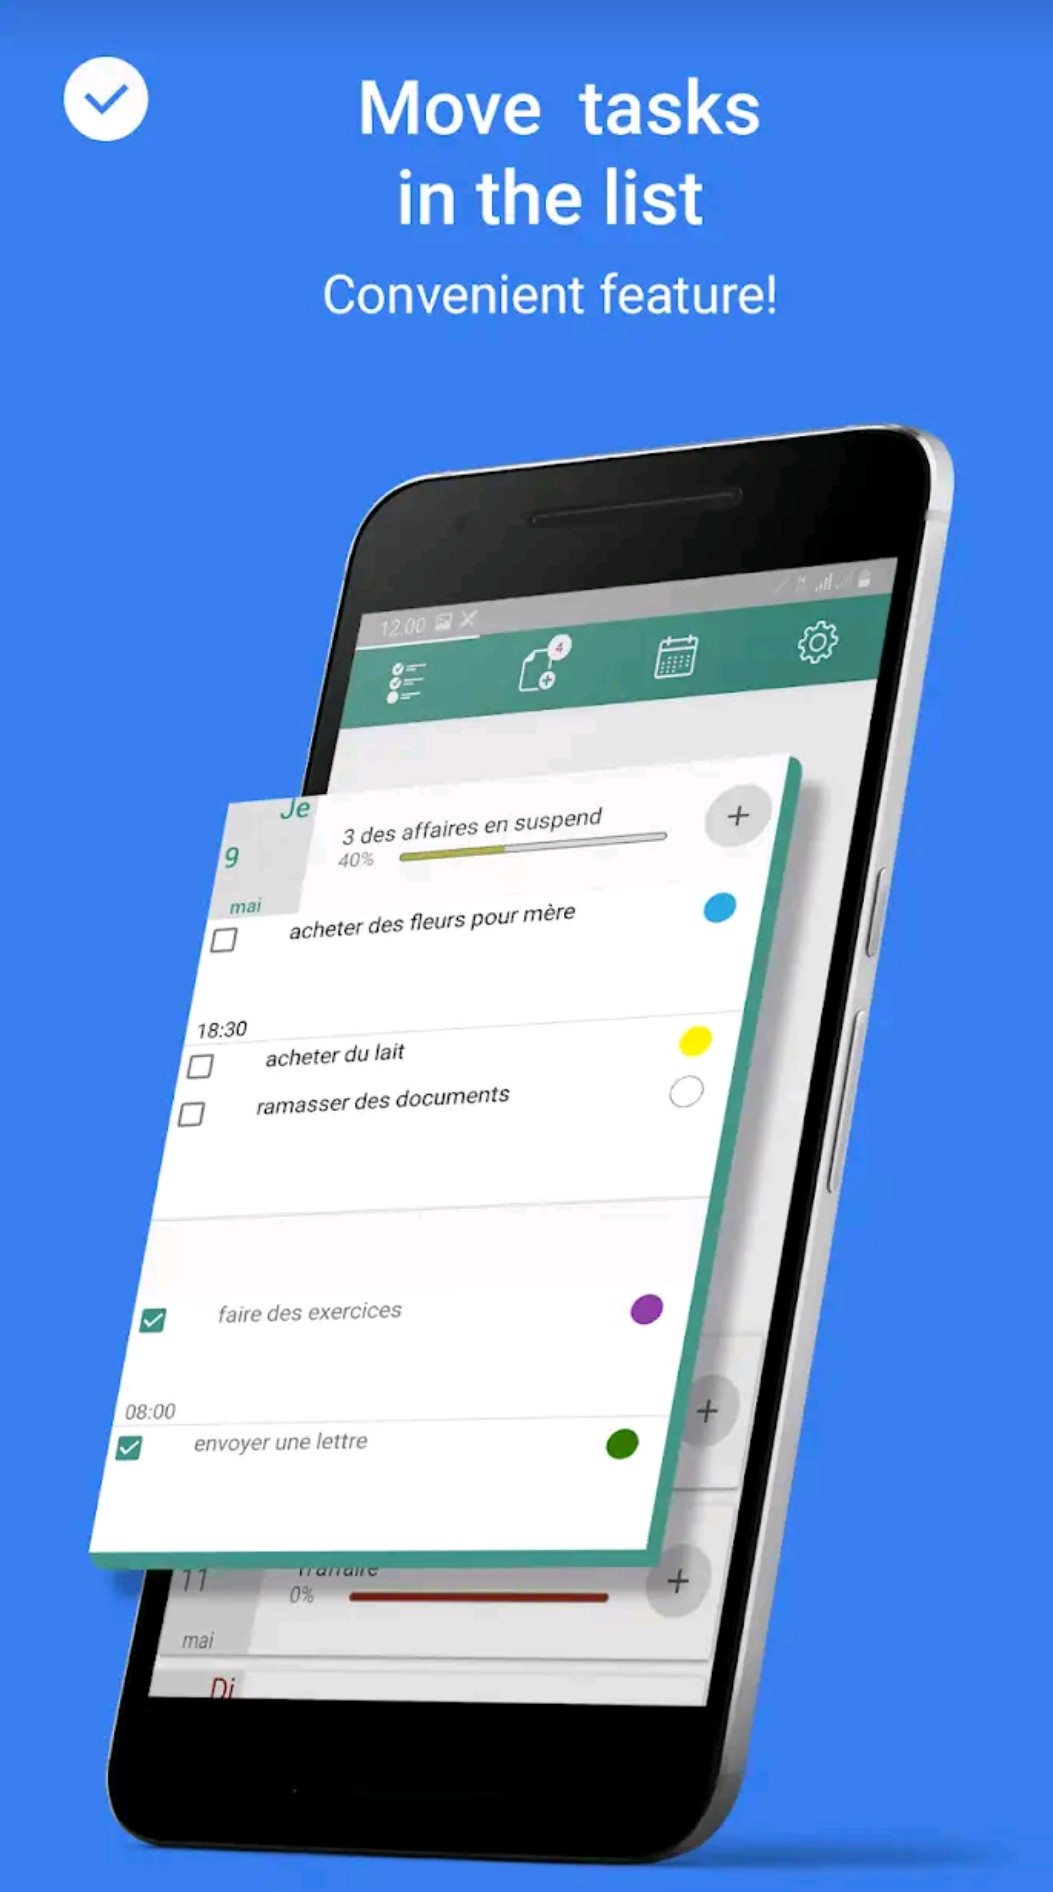 Move tasks
in the list
Convenient feature!
12.00
4
Je
9
mai
3 des affaires en suspend
40%
acheter des fleurs pour mère
18:30
acheter du lait
ramasser des documents
faire des exercices
08:00
envoyer une lettre
11
0%
mai
Di